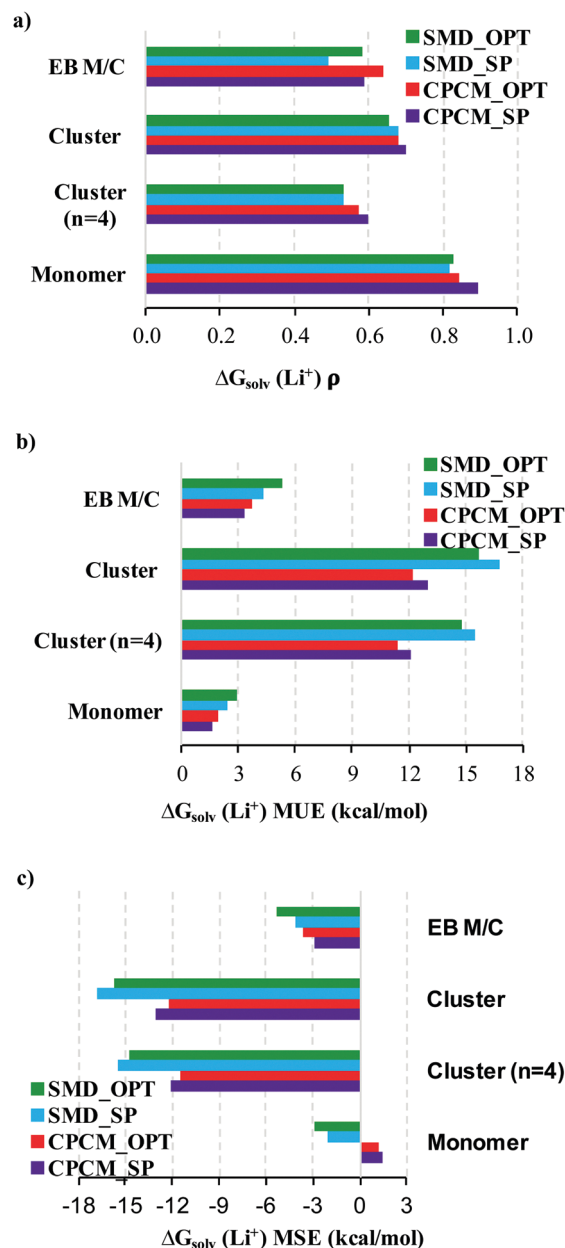 a)
SMD_OPT
SMD_SP
CPCM_OPT
CPCM_SP
EB M/C
Cluster
Cluster
(n=4)
Monomer
0.0 0.2 0.4 0.6 0.8 1.0
ΔGsolv (Li⁺) ρ
b)
SMD_OPT
SMD_SP
CPCM_OPT
CPCM_SP
EB M/C
Cluster
Cluster (n=4)
Monomer
0 3 6 9 12 15 18
ΔGsolv (Li⁺) MUE (kcal/mol)
c)
EB M/C
Cluster
Cluster (n=4)
Monomer
SMD_OPT
SMD_SP
CPCM_OPT
CPCM_SP
-18 -15 -12 -9 -6 -3 0 3
ΔGsolv (Li⁺) MSE (kcal/mol)